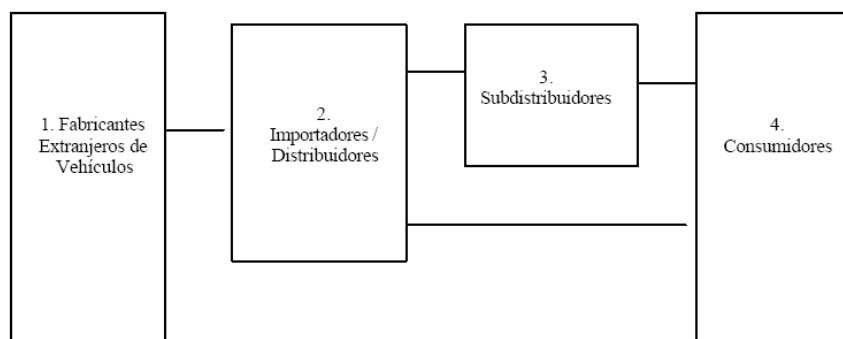 1. Fabricantes
Extranjeros de
Vehículos
2.
Importadores /
Distribuidores
3.
Subdistribuidores
4.
Consumidores